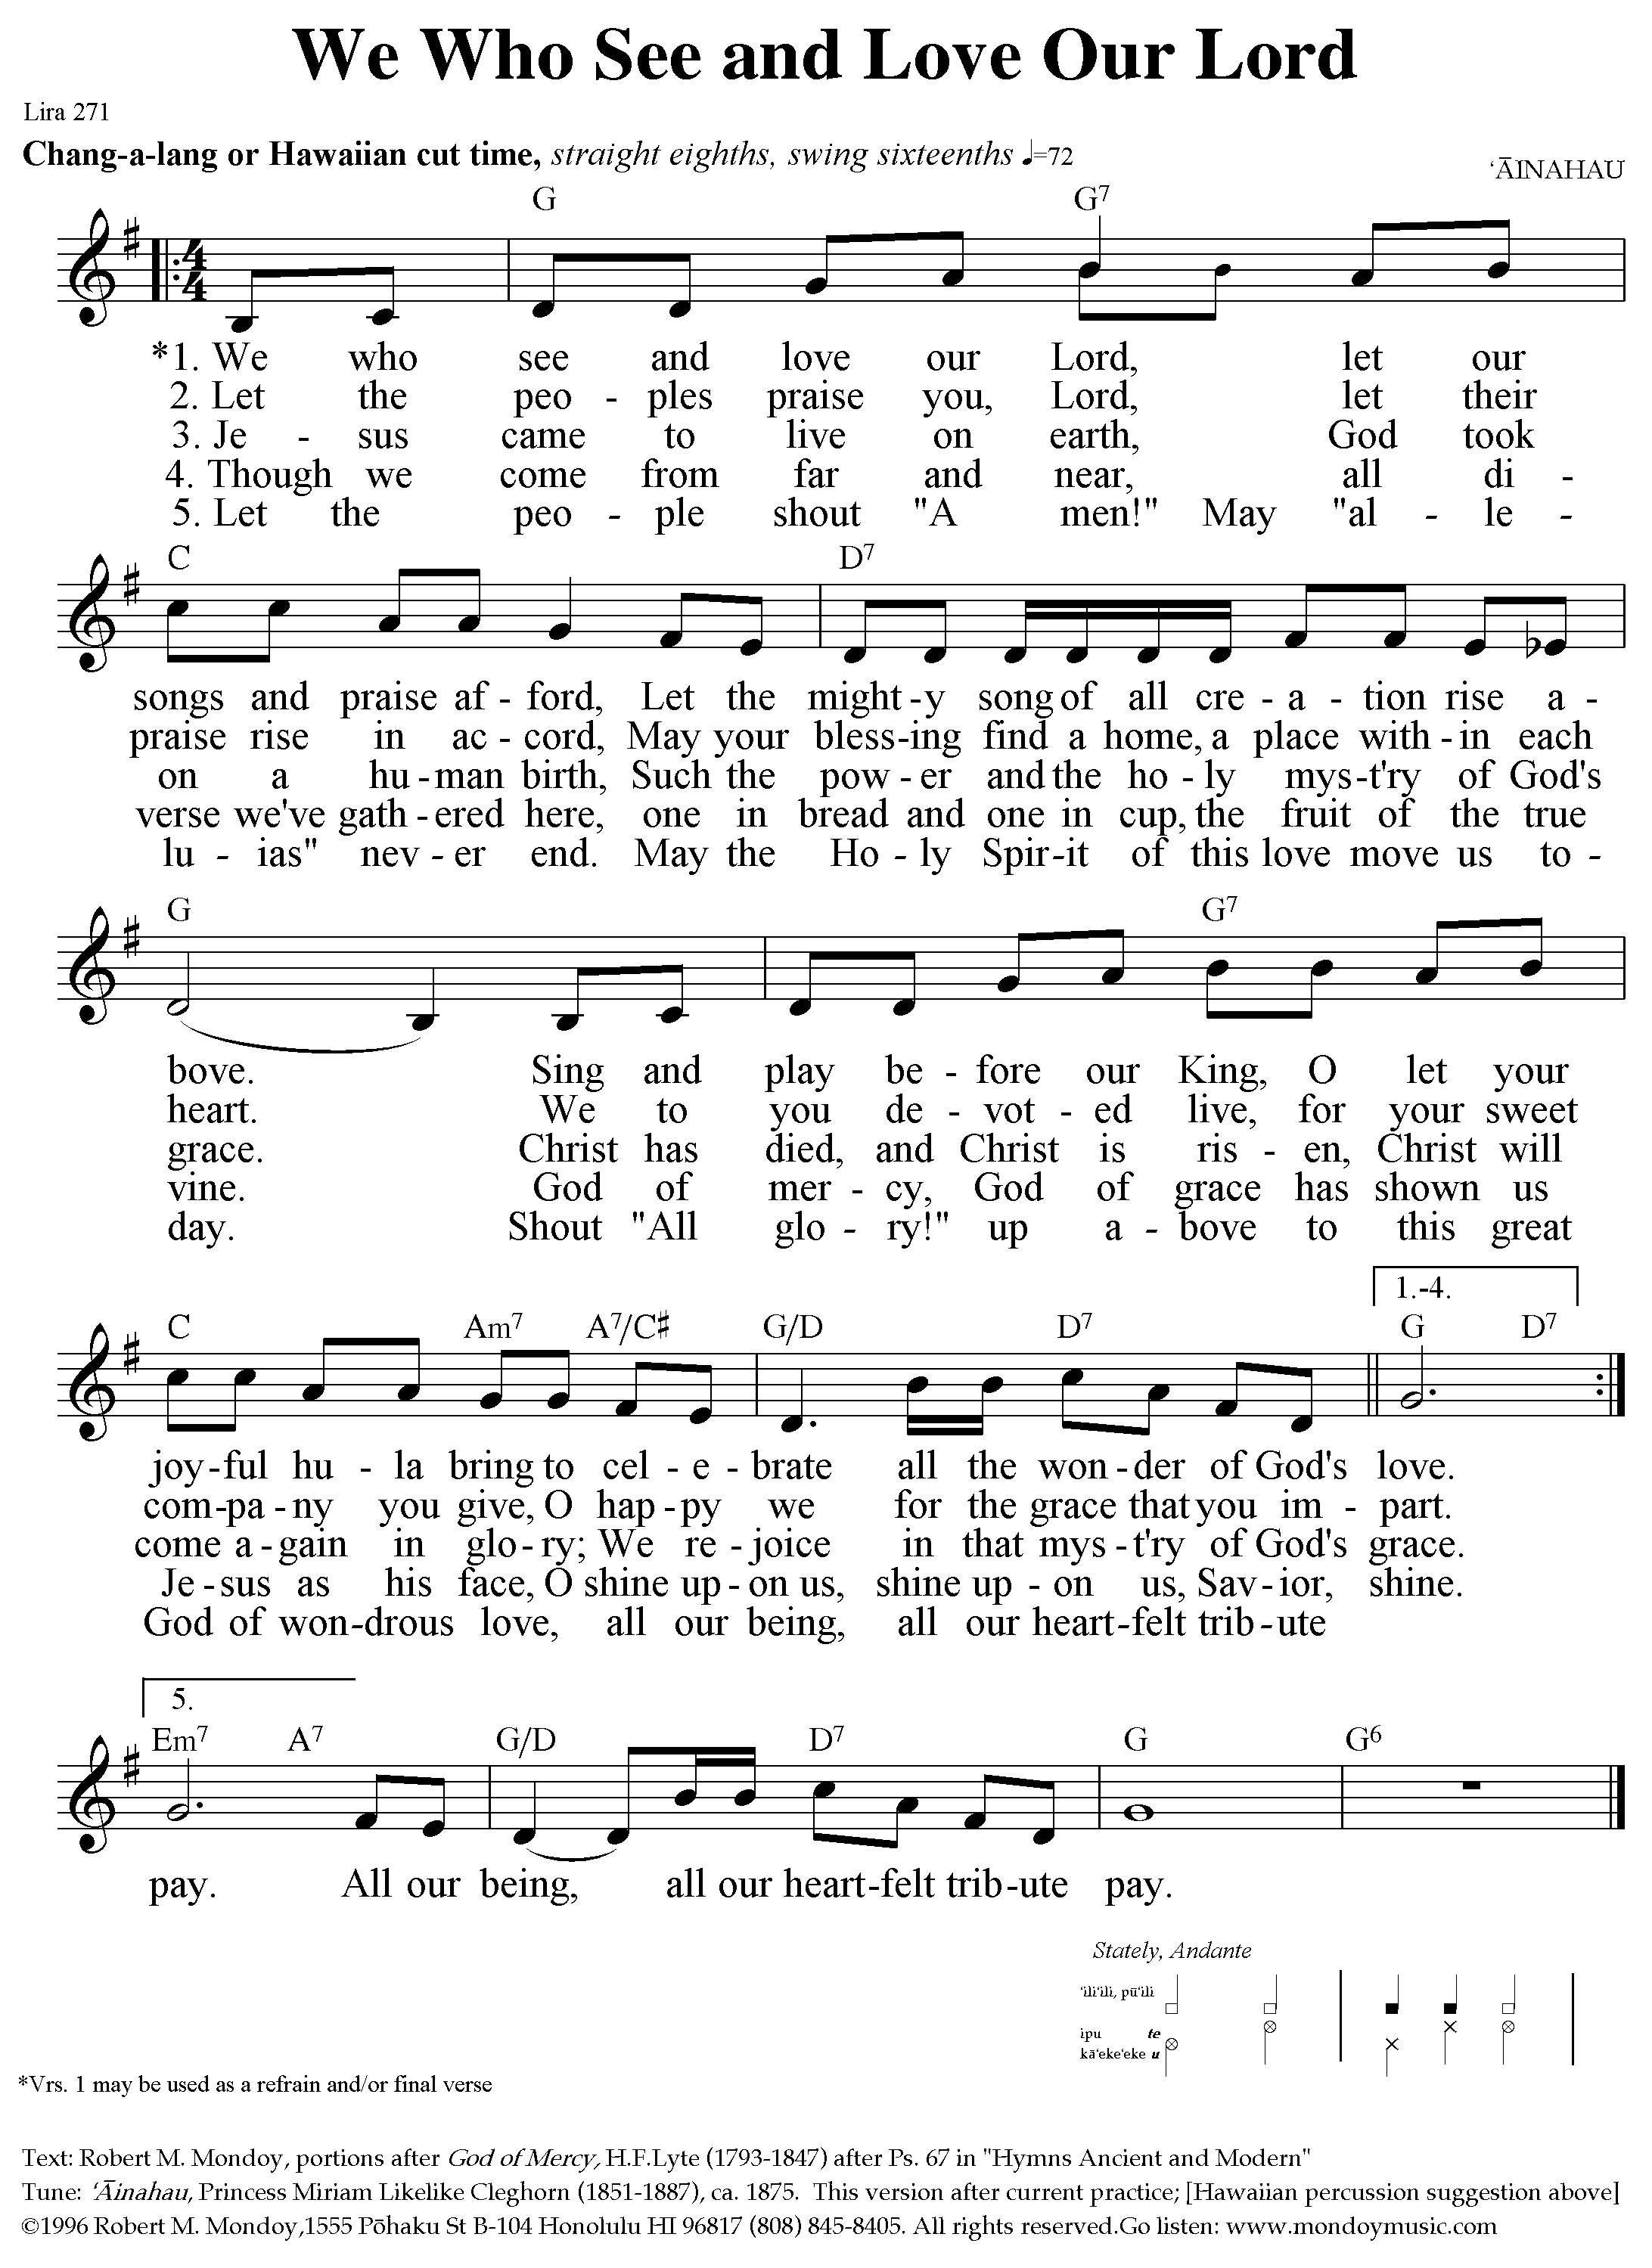 We Who See and Love Our Lord
Lira 271
Chang-a-lang or Hawaiian cut time, straight eighths, swing sixteenths ♩=72
ʻĀINAHAU
G G7
4
4
*1. We who see and love our Lord, let our
2. Let the peo - ples praise you, Lord, let their
3. Je - sus came to live on earth, God took
4. Though we come from far and near, all di -
5. Let the peo - ple shout "A men!" May "al - le -
C D7
songs and praise af - ford, Let the might - y song of all cre - a - tion rise a -
praise rise in ac - cord, May your bless - ing find a home, a place with - in each
on a hu - man birth, Such the pow - er and the ho - ly mys - t'ry of God's
verse we've gath - ered here, one in bread and one in cup, the fruit of the true
lu - ias" nev - er end. May the Ho - ly Spir - it of this love move us to -
G G7
bove. Sing and play be - fore our King, O let your
heart. We to you de - vot - ed live, for your sweet
grace. Christ has died, and Christ is ris - en, Christ will
vine. God of mer - cy, God of grace has shown us
day. Shout "All glo - ry!" up a - bove to this great
1.-4.
C Am7 A7/C♯ G/D D7 G D7
joy - ful hu - la bring to cel - e - brate all the won - der of God's love.
com - pa - ny you give, O hap - py we for the grace that you im - part.
come a - gain in glo - ry; We re - joice in that mys - t'ry of God's grace.
Je - sus as his face, O shine up - on us, shine up - on us, Sav - ior, shine.
God of won - drous love, all our being, all our heart - felt trib - ute
5.
Em7 A7 G/D D7 G G6
pay. All our being, all our heart - felt trib - ute pay.
Stately, Andante
ʻiliʻili, pūʻili
ipu te
kāʻekeʻeke u
*Vrs. 1 may be used as a refrain and/or final verse
Text: Robert M. Mondoy, portions after God of Mercy, H.F.Lyte (1793-1847) after Ps. 67 in "Hymns Ancient and Modern"
Tune: ʻĀinahau, Princess Miriam Likelike Cleghorn (1851-1887), ca. 1875. This version after current practice; [Hawaiian percussion suggestion above]
©1996 Robert M. Mondoy,1555 Pōhaku St B-104 Honolulu HI 96817 (808) 845-8405. All rights reserved.Go listen: www.mondoymusic.com